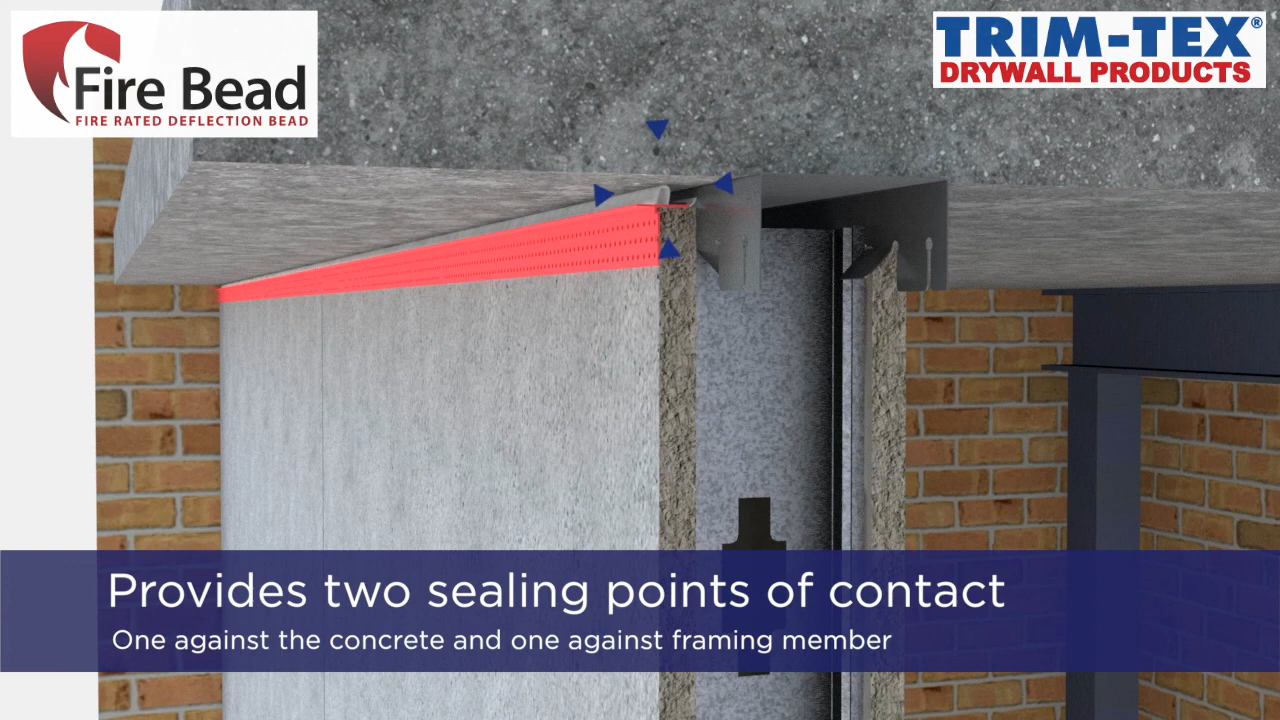 Fire Bead
FIRE RATED DEFLECTION BEAD
TRIM-TEX®
DRYWALL PRODUCTS
Provides two sealing points of contact
One against the concrete and one against framing member